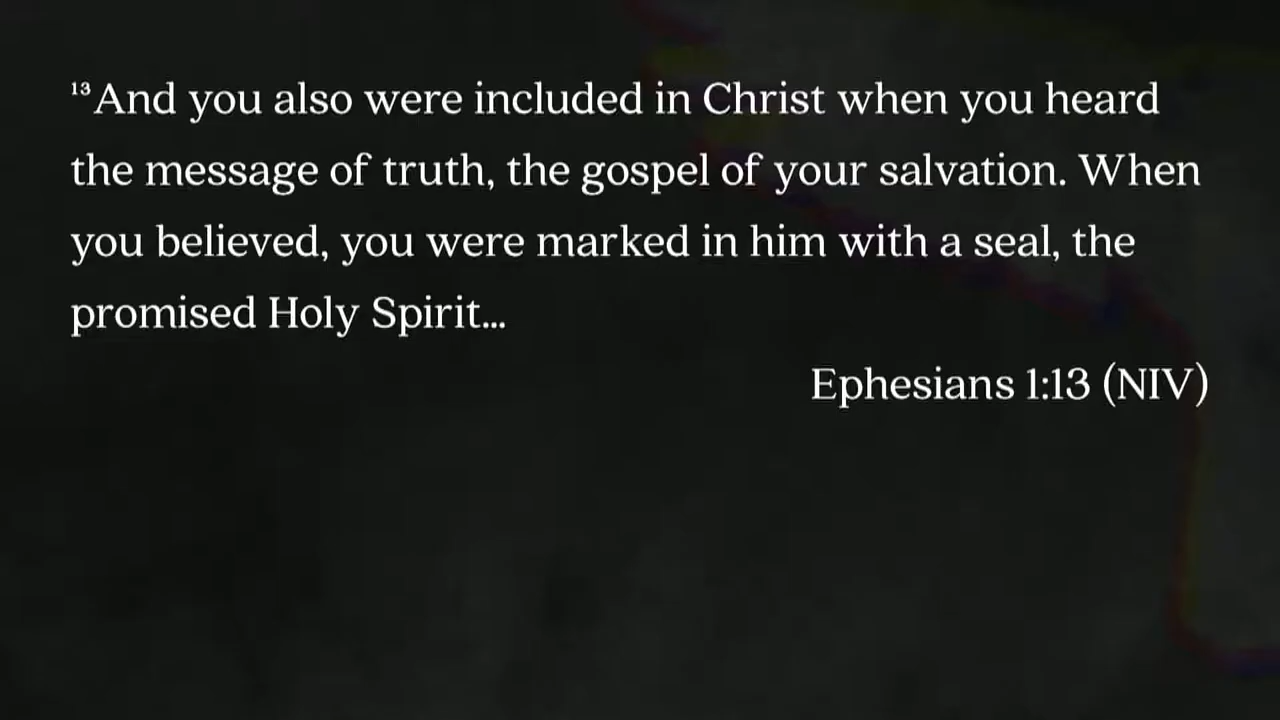 ¹³And you also were included in Christ when you heard
the message of truth, the gospel of your salvation. When
you believed, you were marked in him with a seal, the
promised Holy Spirit...
Ephesians 1:13 (NIV)